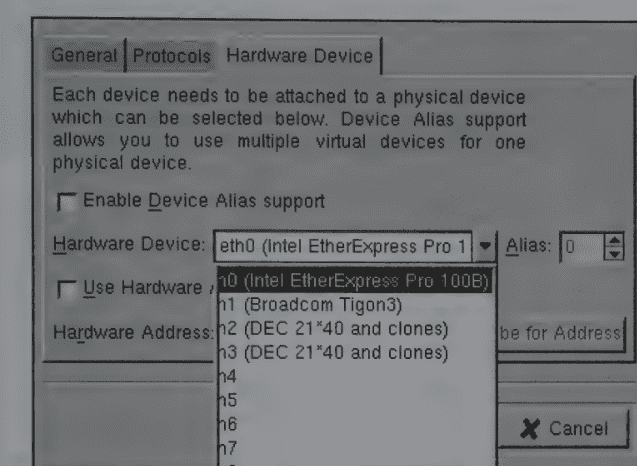 General Protocols Hardware Device
Each device needs to be attached to a physical device
which can be selected below. Device Alias support
allows you to use multiple virtual devices for one
physical device.
Enable Device Alias support
Hardware Device: eth0 (Intel EtherExpress Pro 1 Alias: 0
h0 (Intel EtherExpress Pro 100B)
Use Hardware
h1 (Broadcom Tigon3)
Hardware Address: h2 (DEC 21*40 and clones) be for Address
h3 (DEC 21*40 and clones)
h4
h5
h6 Cancel
h7